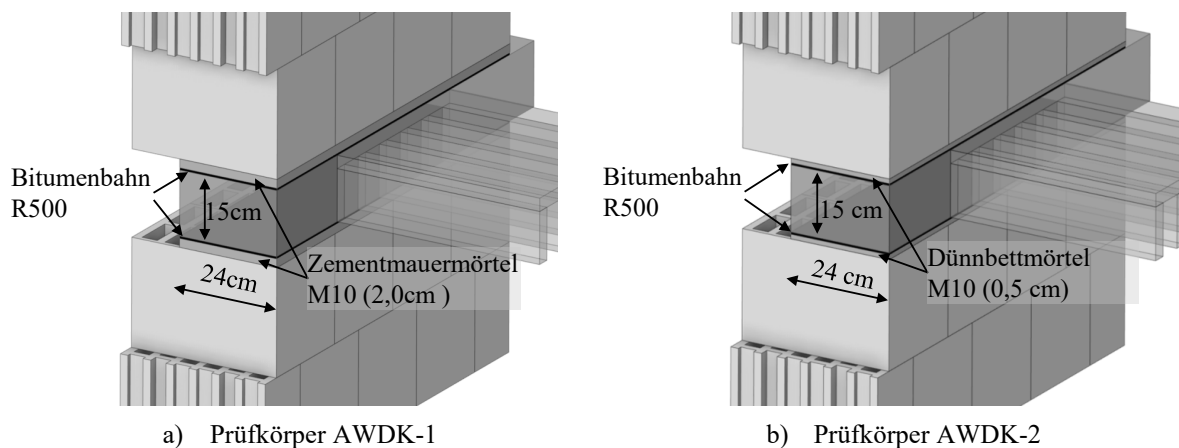 Bitumenbahn
R500
15cm
24cm
Zementmauermörtel
M10 (2,0cm )
a) Prüfkörper AWDK-1
Bitumenbahn
R500
15 cm
24 cm
Dünnbettmörtel
M10 (0,5 cm)
b) Prüfkörper AWDK-2